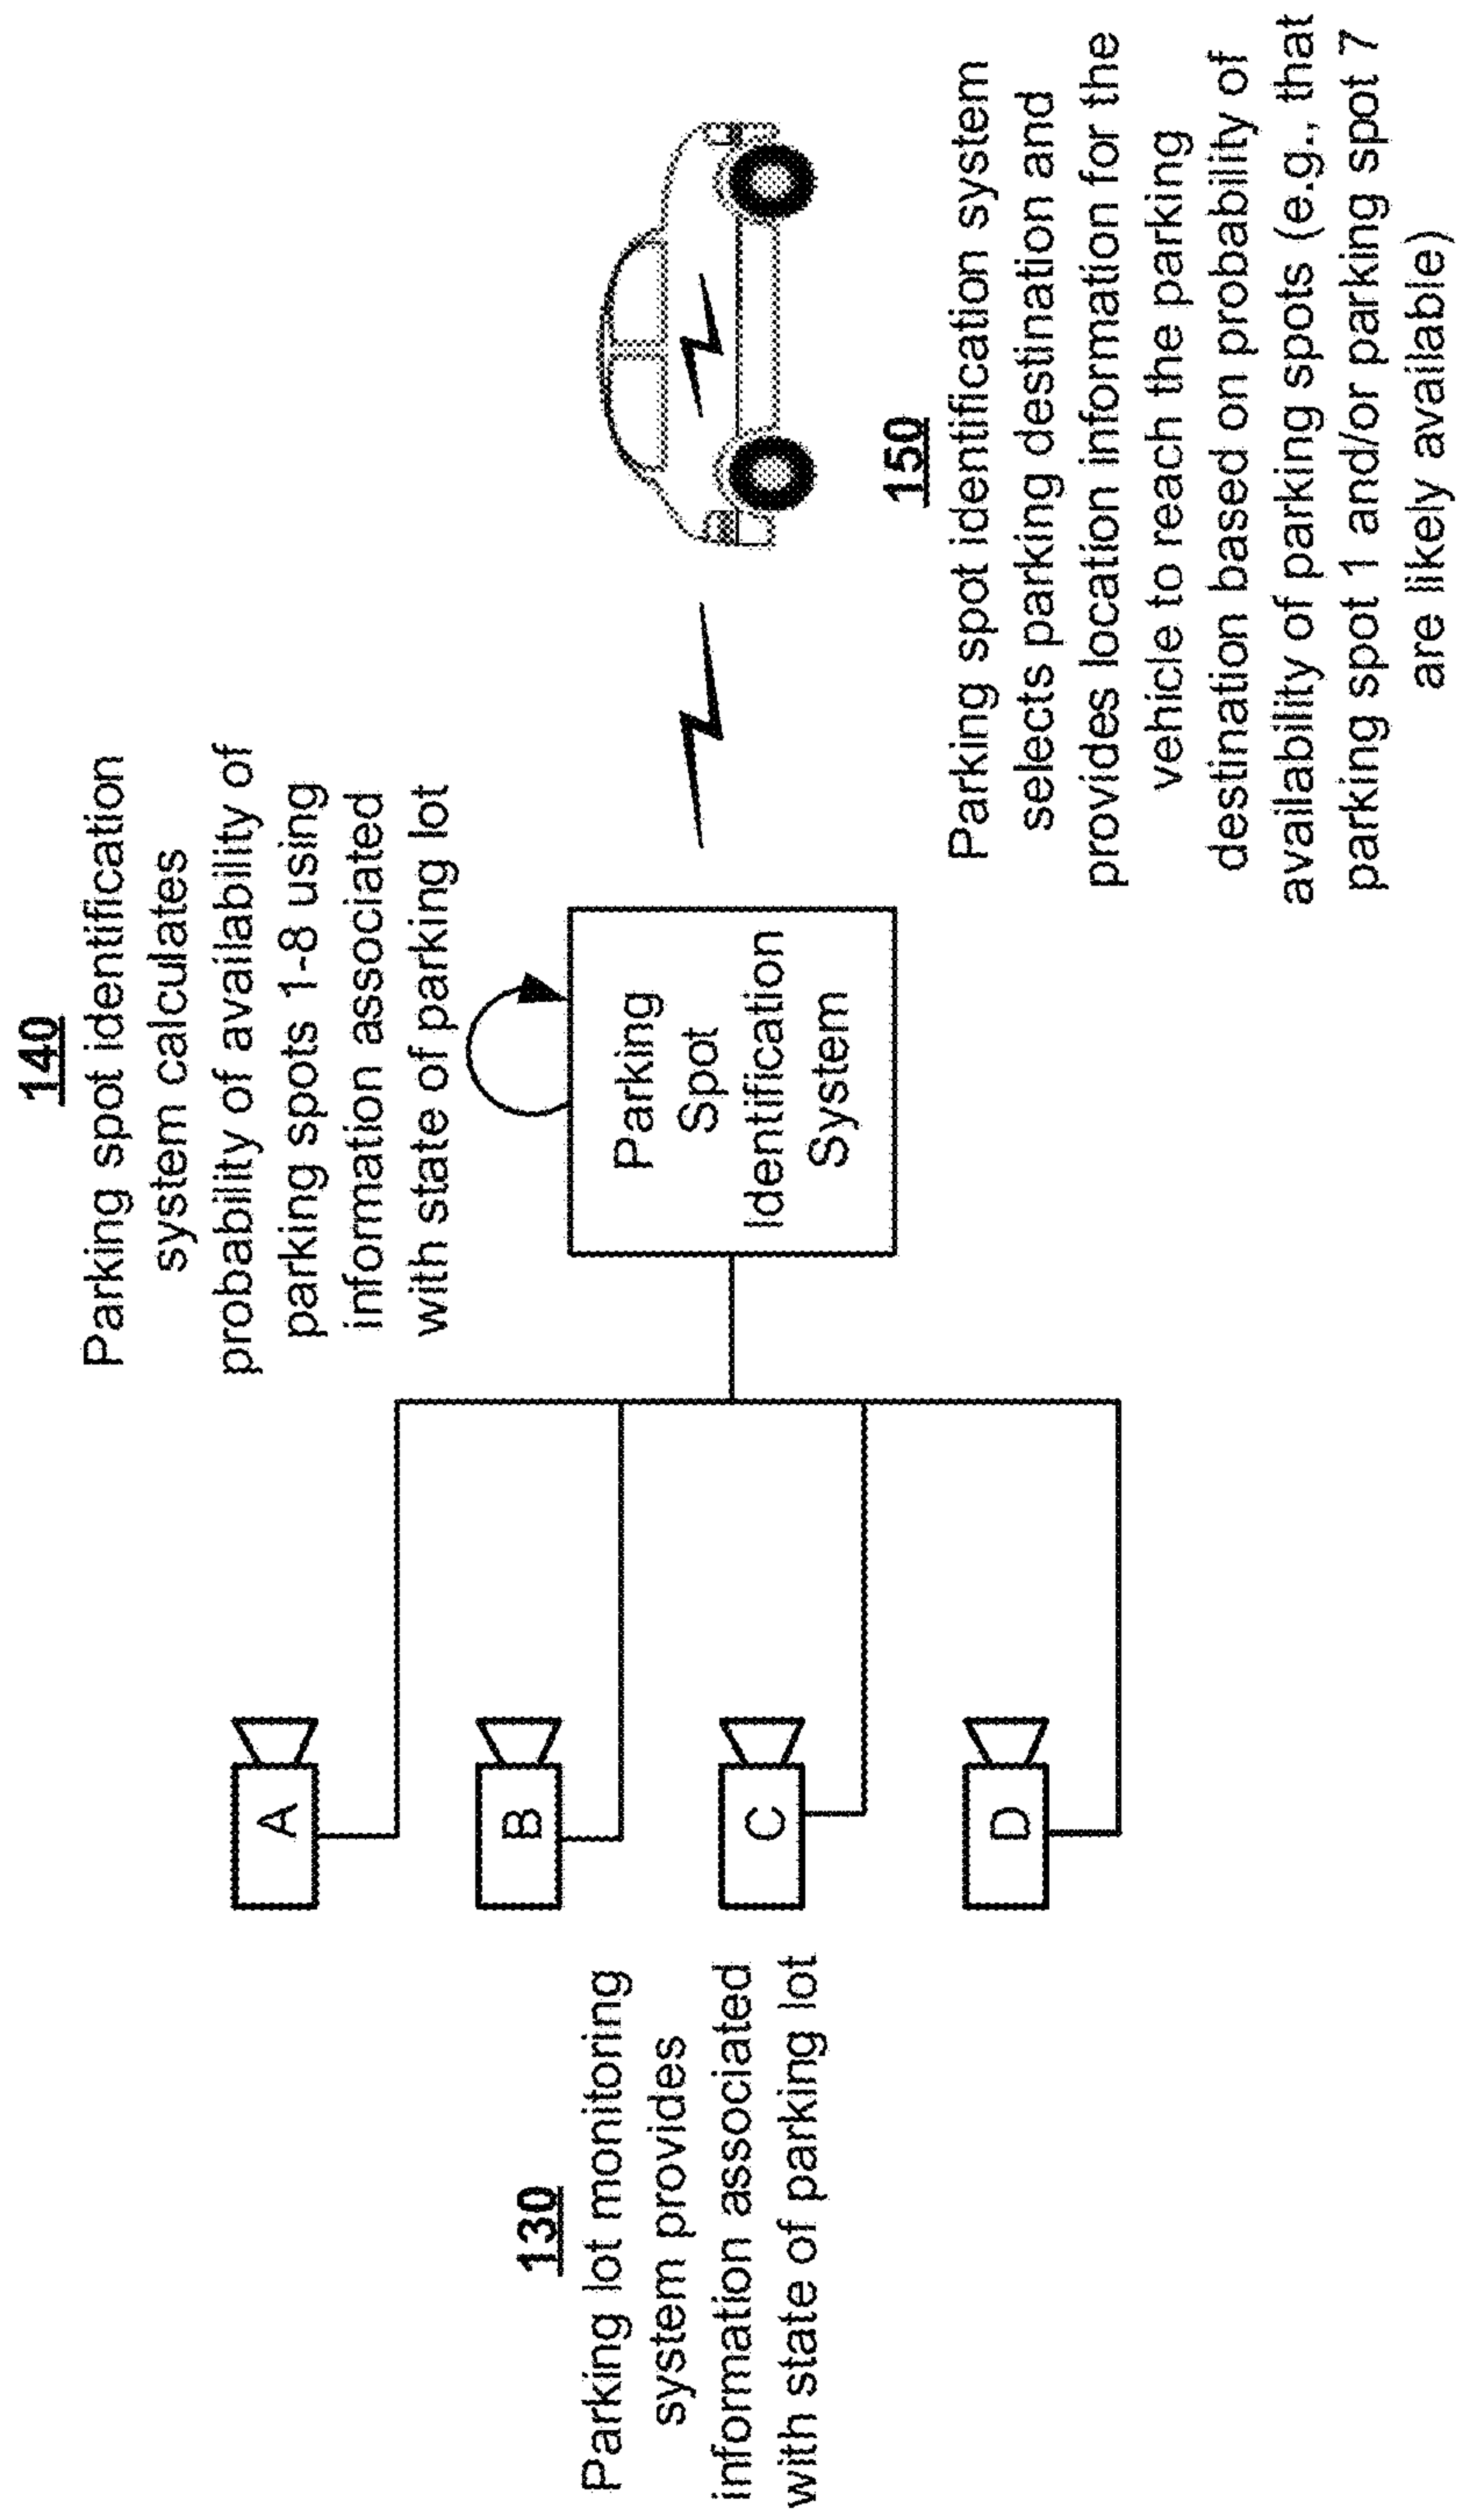 130
Parking lot monitoring
system provides
information associated
with state of parking lot
A
B
C
D
140
Parking spot identification
system calculates
probability of availability of
parking spots 1-8 using
information associated
with state of parking lot
Parking
Spot
Identification
System
150
Parking spot identification system
selects parking destination and
provides location information for the
vehicle to reach the parking
destination based on probability of
availability of parking spots (e.g., that
parking spot 1 and/or parking spot 7
are likely available)